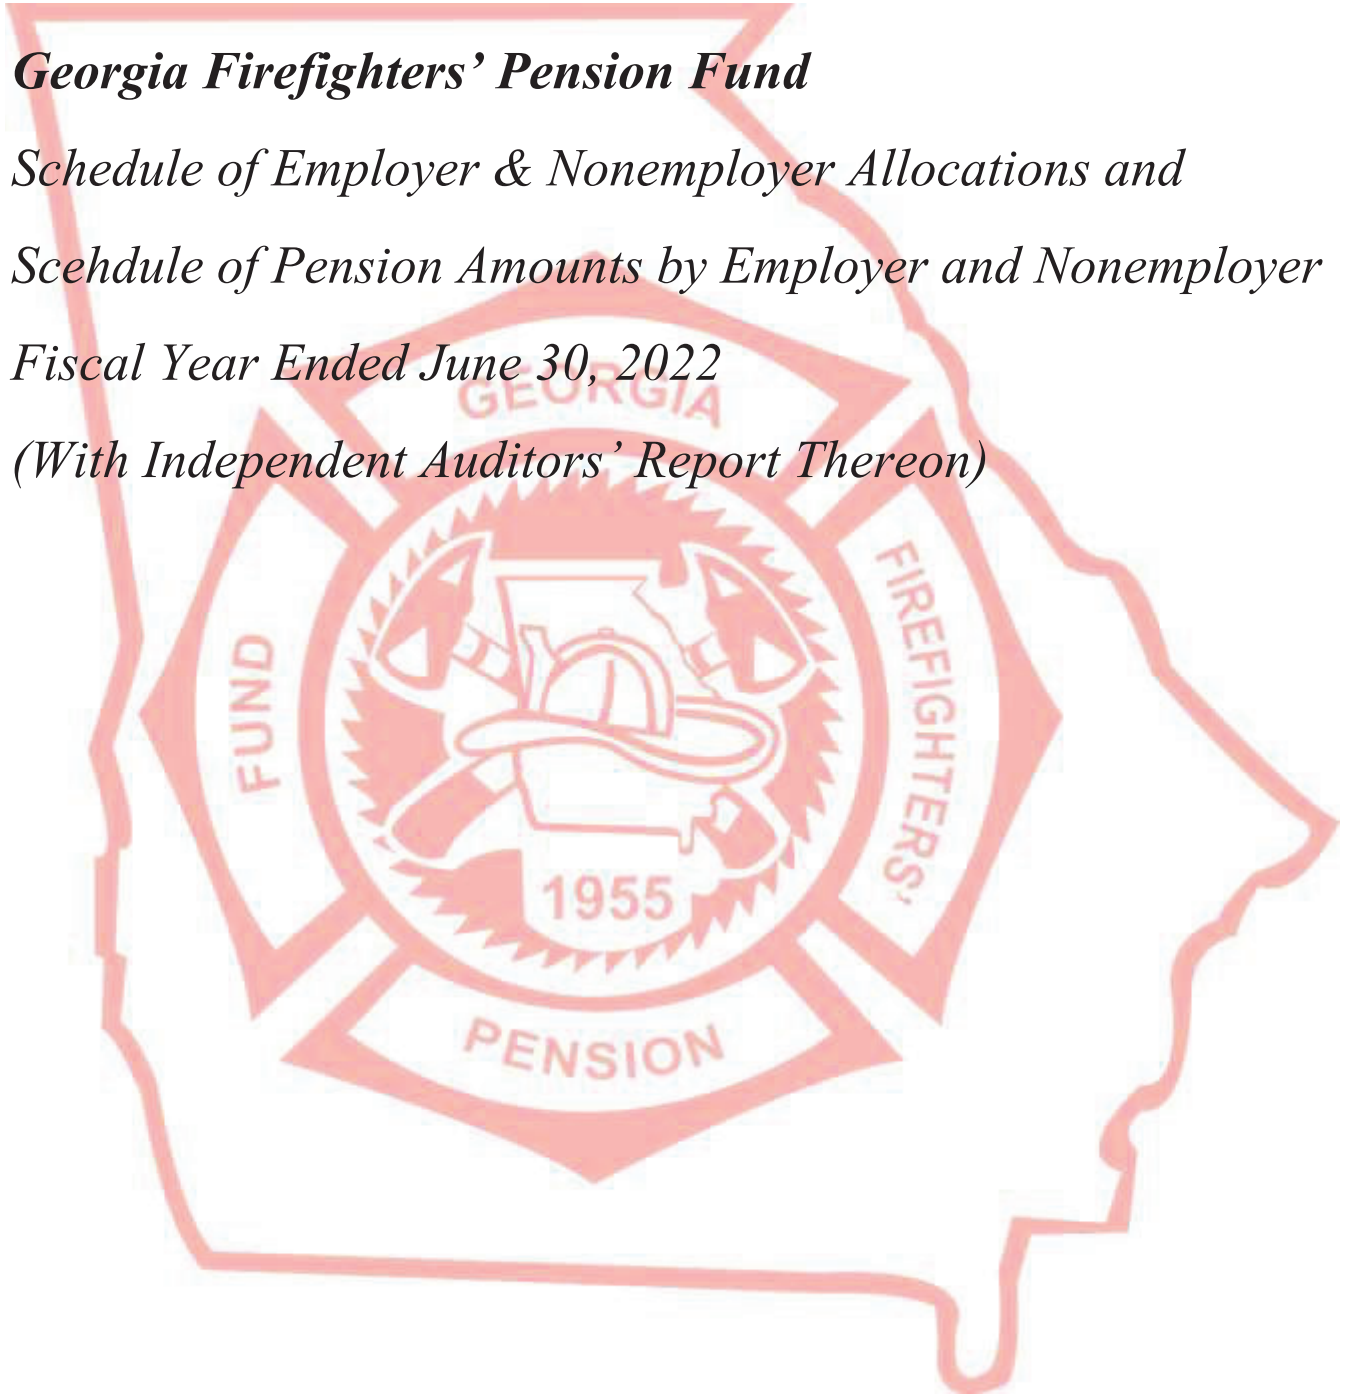 Georgia Firefighters’ Pension Fund
Schedule of Employer & Nonemployer Allocations and
Scehdule of Pension Amounts by Employer and Nonemployer
Fiscal Year Ended June 30, 2022
(With Independent Auditors’ Report Thereon)
GEORGIA
FIREFIGHTERS’
FUND
1955
PENSION